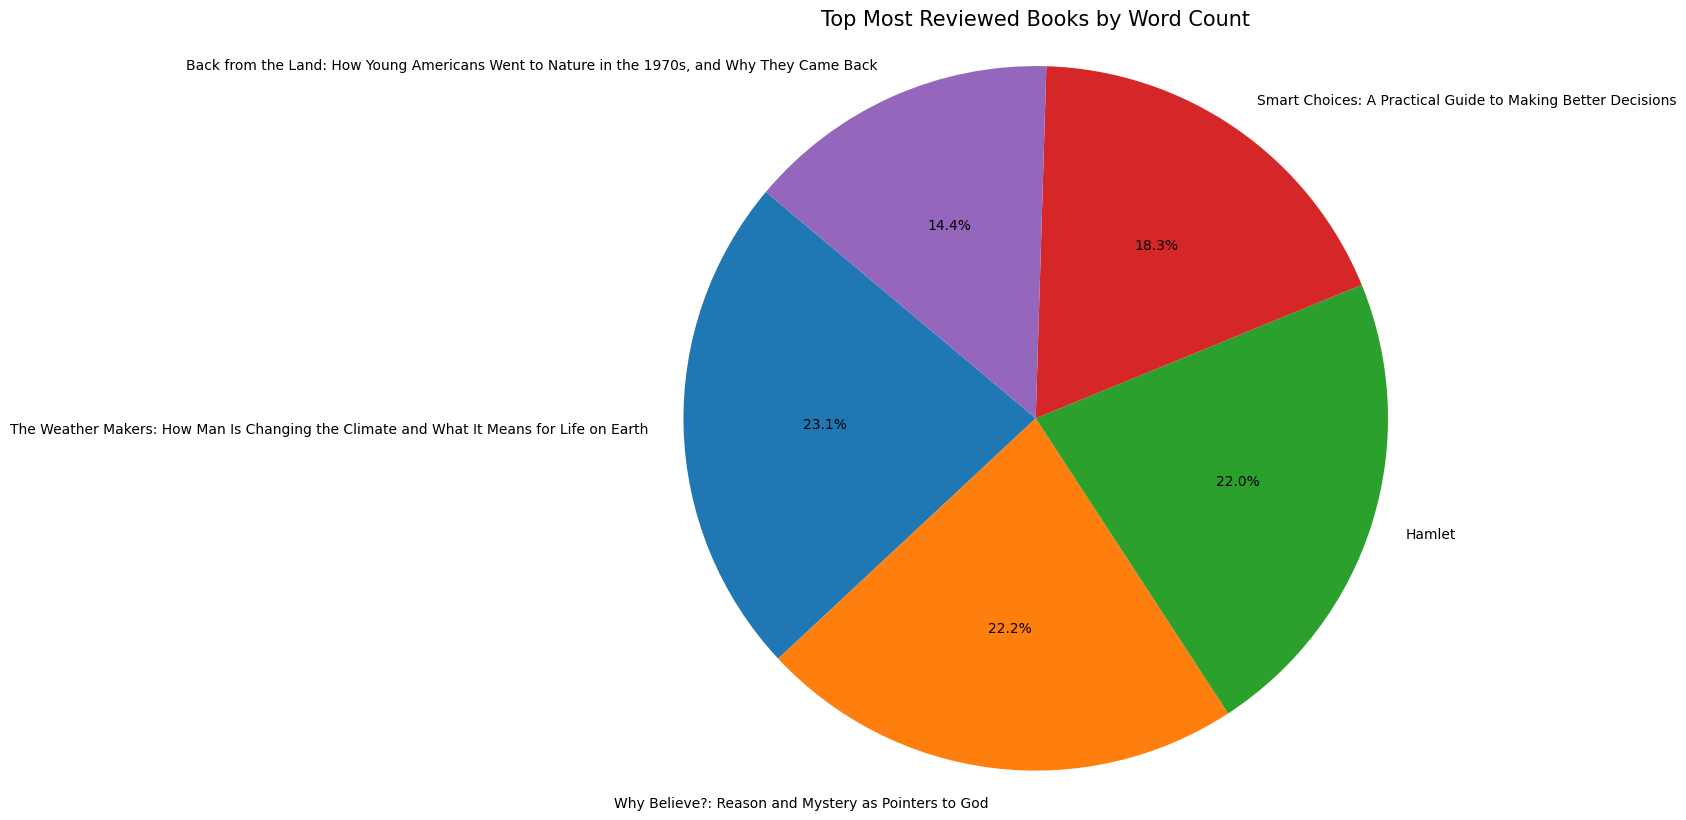 Top Most Reviewed Books by Word Count
Back from the Land: How Young Americans Went to Nature in the 1970s, and Why They Came Back
Smart Choices: A Practical Guide to Making Better Decisions
14.4%
18.3%
23.1%
The Weather Makers: How Man Is Changing the Climate and What It Means for Life on Earth
22.0%
Hamlet
22.2%
Why Believe?: Reason and Mystery as Pointers to God